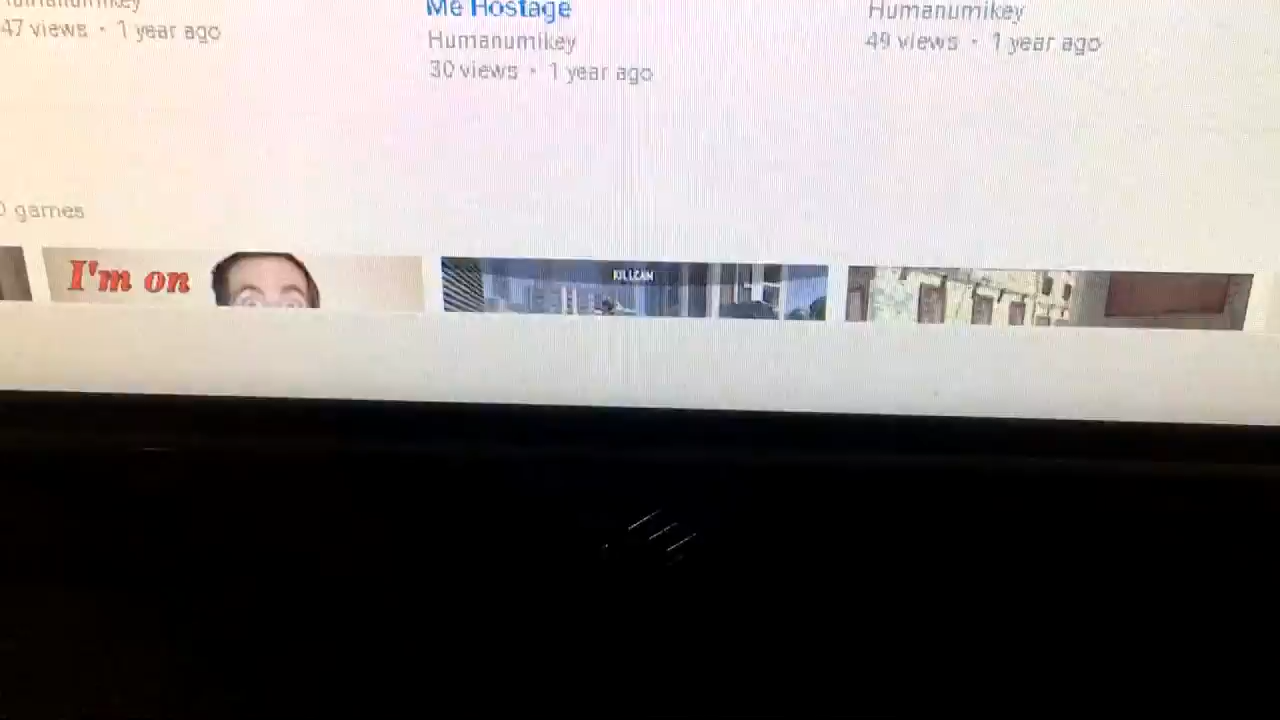 47 views • 1 year ago
Me Hostage
Humanumikey
30 views • 1 year ago
Humanumikey
49 views • 1 year ago
games
I'm on
KILLCAM